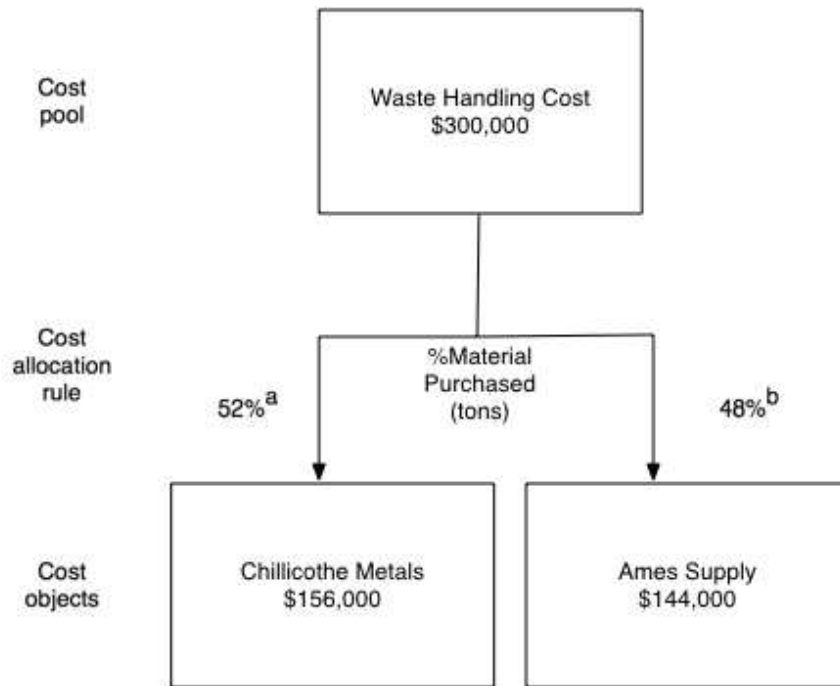 Cost
pool
Waste Handling Cost
$300,000
Cost
allocation
rule
%Material
Purchased
(tons)
52%a
48%b
Cost
objects
Chillicothe Metals
$156,000
Ames Supply
$144,000